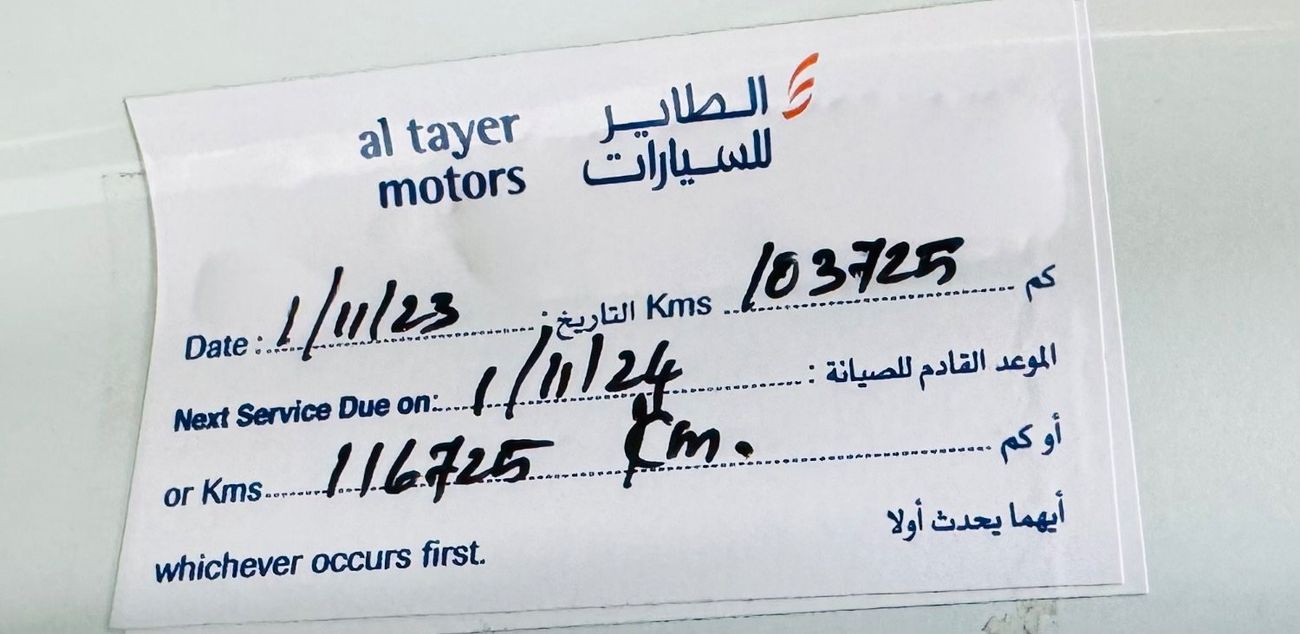 al tayer motors
الطاير للسيارات
Date : 1/11/23 التاريخ : Kms 103725 كم
Next Service Due on: 1/11/24 : الموعد القادم للصيانة
or Kms 116725 Km. أو كم
أيهما يحدث أولا
whichever occurs first.